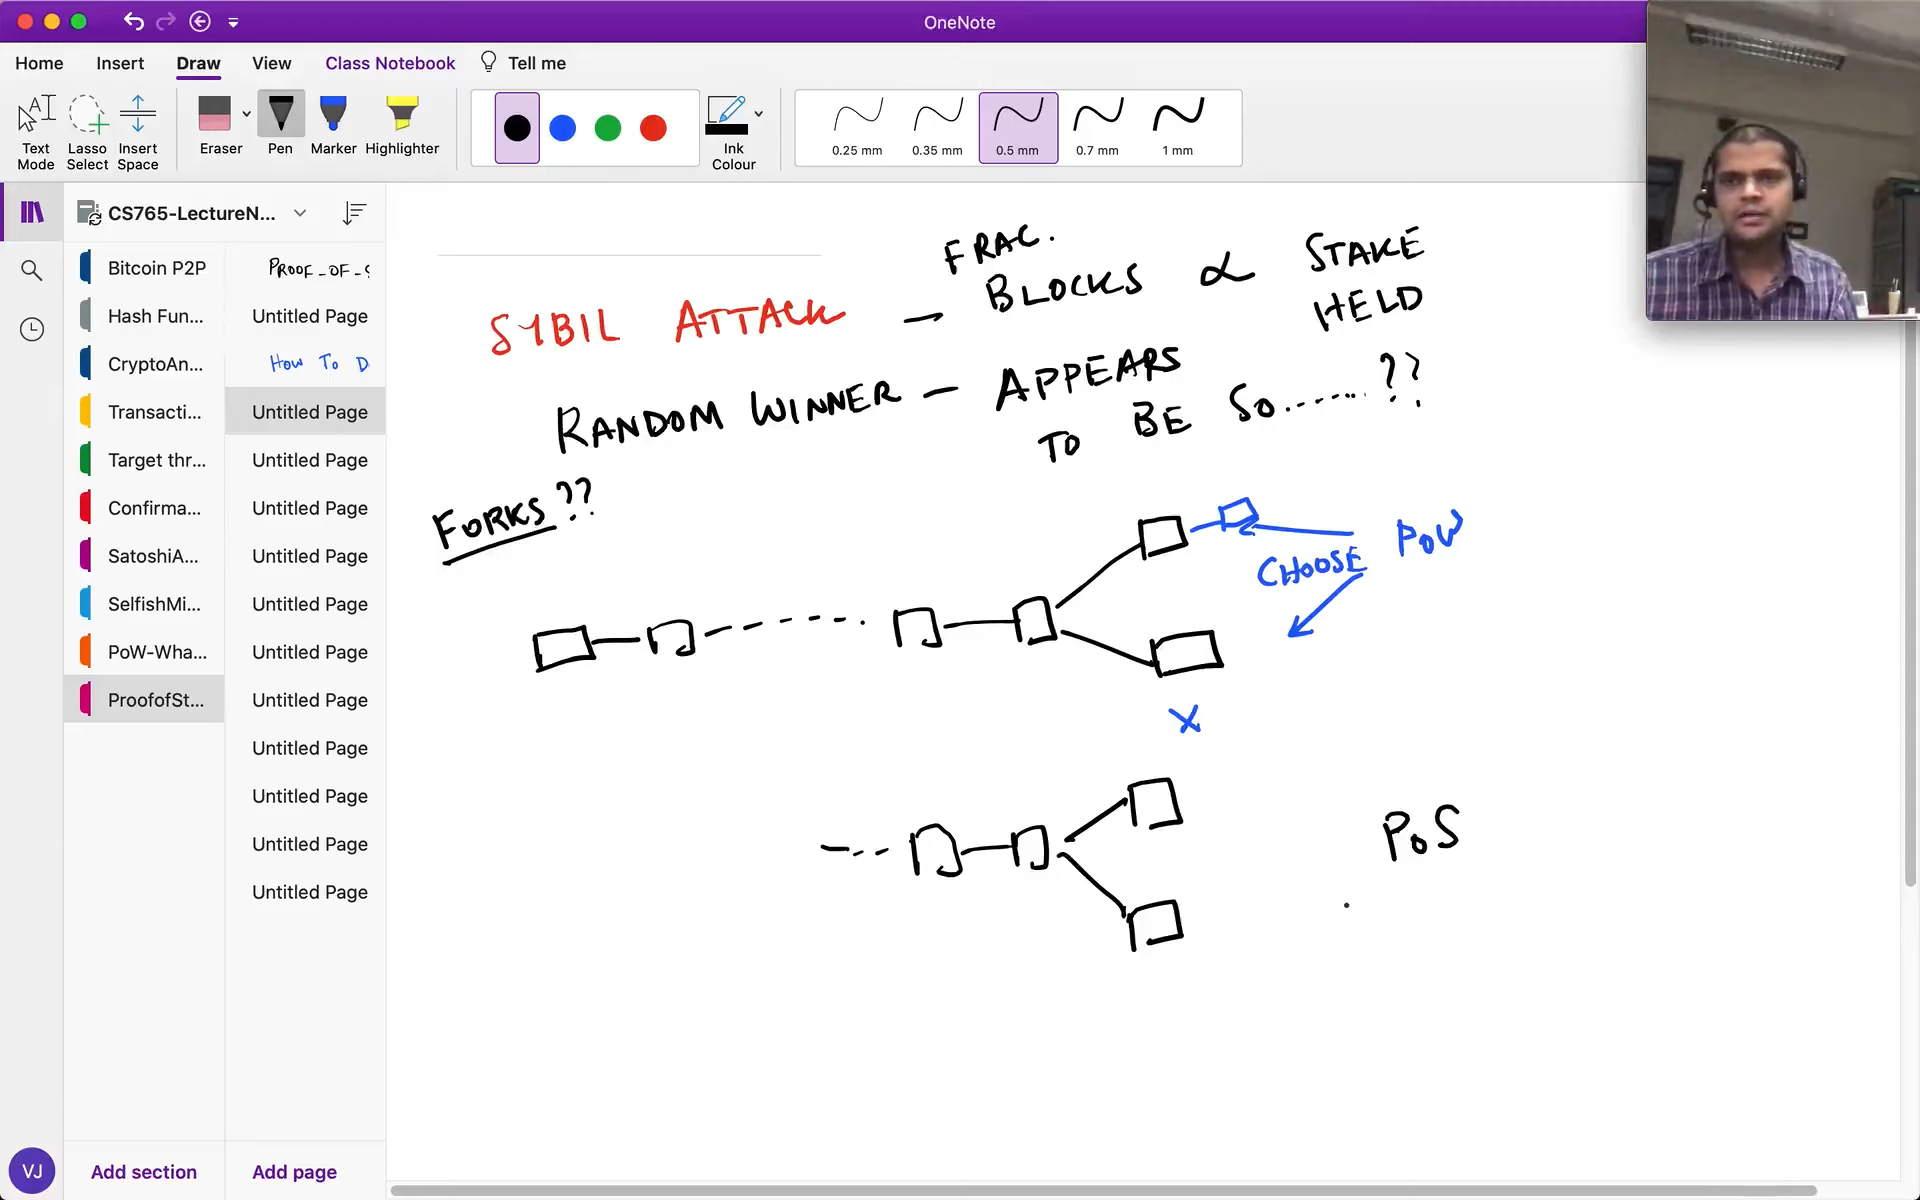 OneNote
Home Insert Draw View Class Notebook Tell me
Text Mode
Lasso Select
Insert Space
Eraser
Pen
Marker
Highlighter
Ink Colour
0.25 mm
0.35 mm
0.5 mm
0.7 mm
1 mm
CS765-LectureN...
Bitcoin P2P
Hash Fun...
CryptoAn...
Transacti...
Target thr...
Confirma...
SatoshiA...
SelfishMi...
PoW-Wha...
ProofofSt...
PROOF_OF_S
Untitled Page
HOW TO D
Untitled Page
Untitled Page
Untitled Page
Untitled Page
Untitled Page
Untitled Page
Untitled Page
Untitled Page
Untitled Page
Untitled Page
Untitled Page
FRAC.
SYBIL ATTACK – BLOCKS ∝ STAKE
HELD
RANDOM WINNER – APPEARS
TO BE SO.......??
FORKS??
CHOOSE POW
X
POS
VJ
Add section
Add page